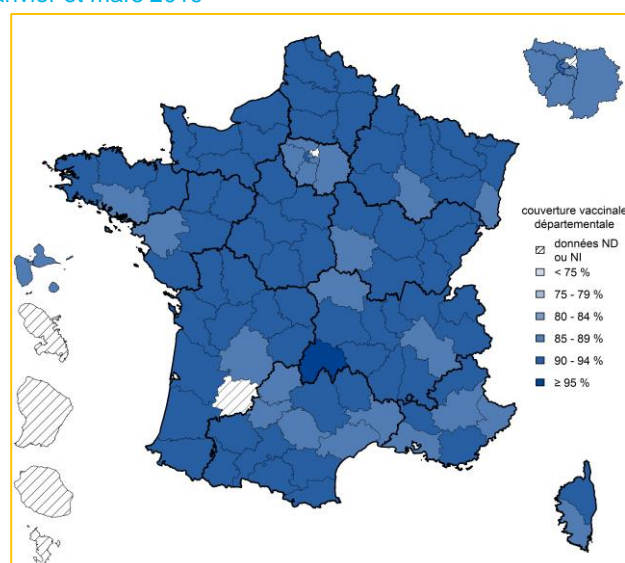 couverture vaccinale
départementale
données ND
ou NI
< 75 %
75 - 79 %
80 - 84 %
85 - 89 %
90 - 94 %
≥ 95 %